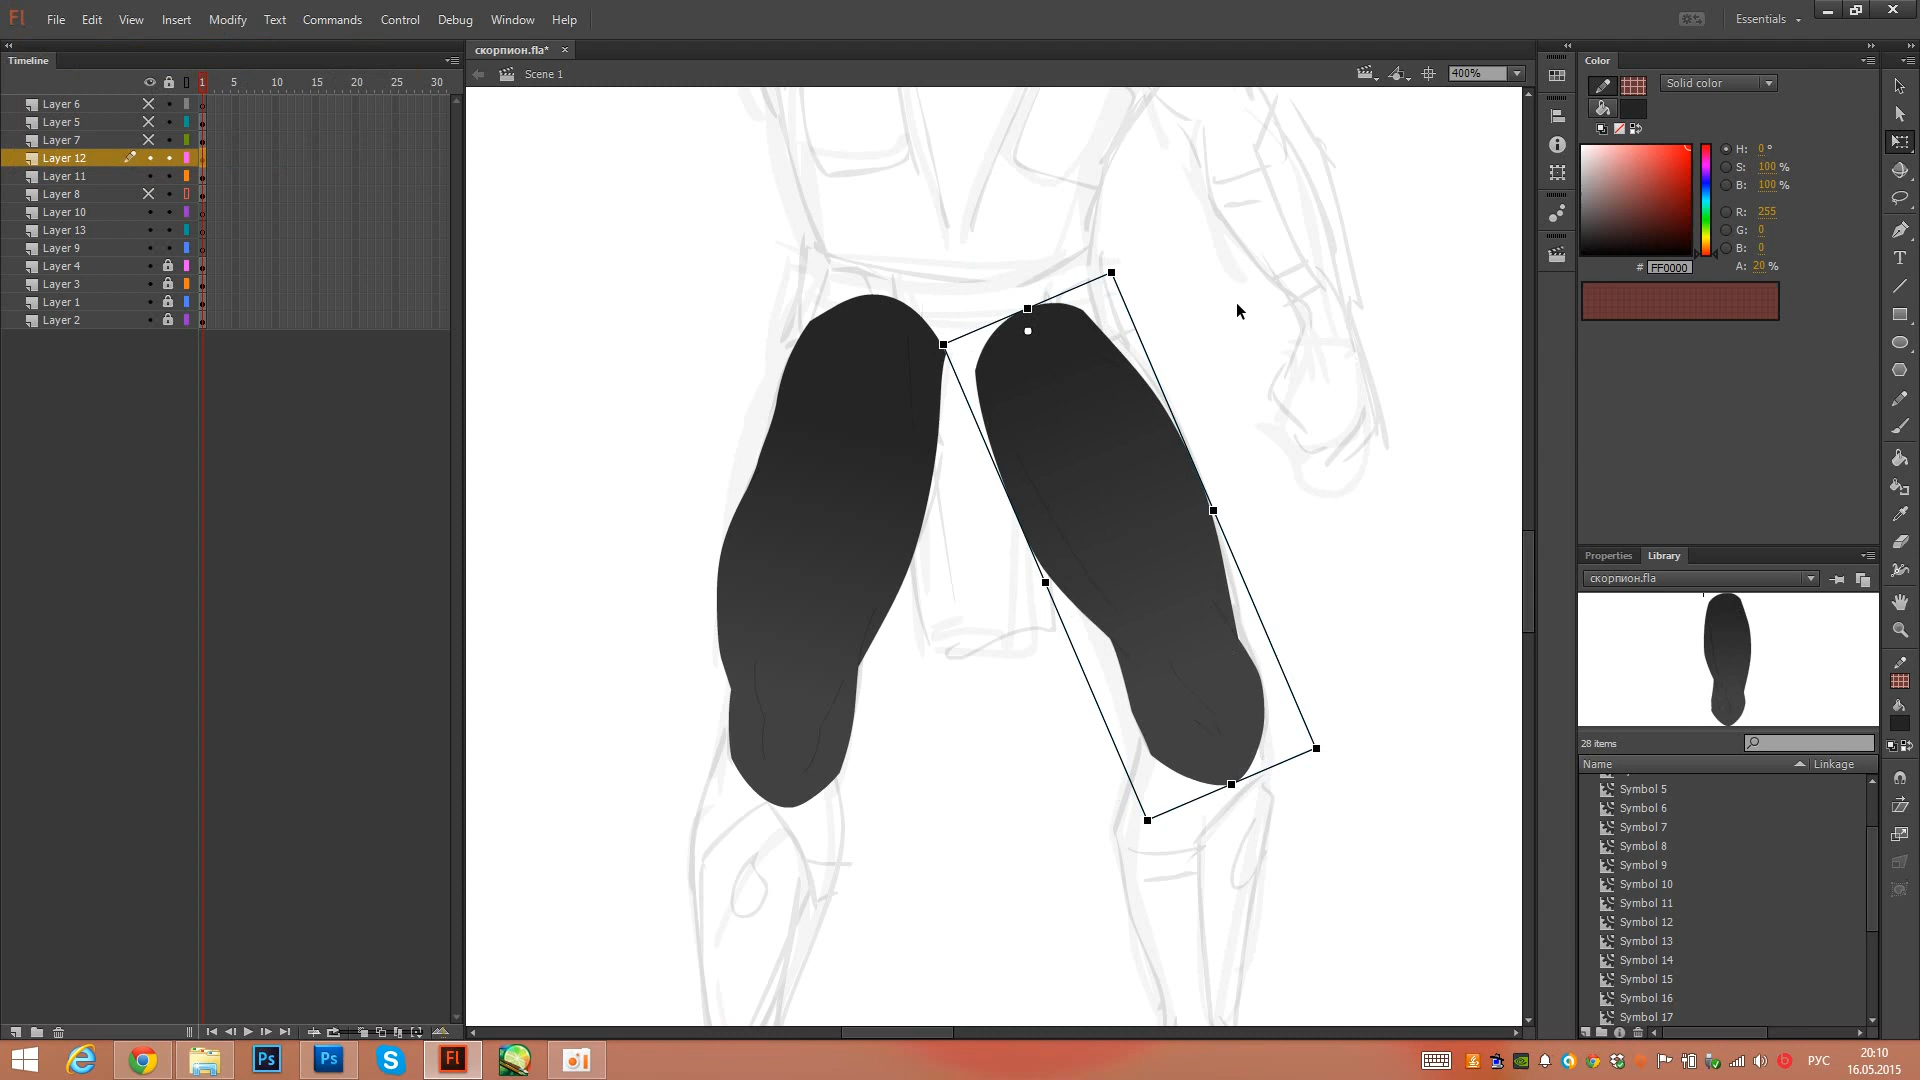 Fl File Edit View Insert Modify Text Commands Control Debug Window Help Essentials
Timeline
скорпион.fla*
Scene 1
400%
1 5 10 15 20 25 30
Layer 6
Layer 5
Layer 7
Layer 12
Layer 11
Layer 8
Layer 10
Layer 13
Layer 9
Layer 4
Layer 3
Layer 1
Layer 2
Color
Solid color
H: 0 °
S: 100 %
B: 100 %
R: 255
G: 0
B: 0
# FF0000
A: 20 %
Properties Library
скорпион.fla
28 items
Name Linkage
Symbol 5
Symbol 6
Symbol 7
Symbol 8
Symbol 9
Symbol 10
Symbol 11
Symbol 12
Symbol 13
Symbol 14
Symbol 15
Symbol 16
Symbol 17
Ps
Ps
Fl
РУС
20:10
16.05.2015